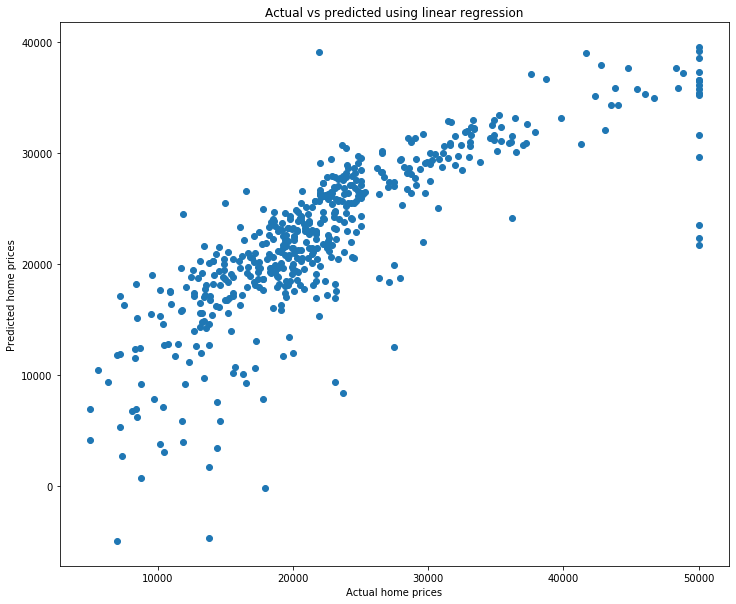 Actual vs predicted using linear regression
40000
30000
20000
10000
0
Predicted home prices
10000 20000 30000 40000 50000
Actual home prices